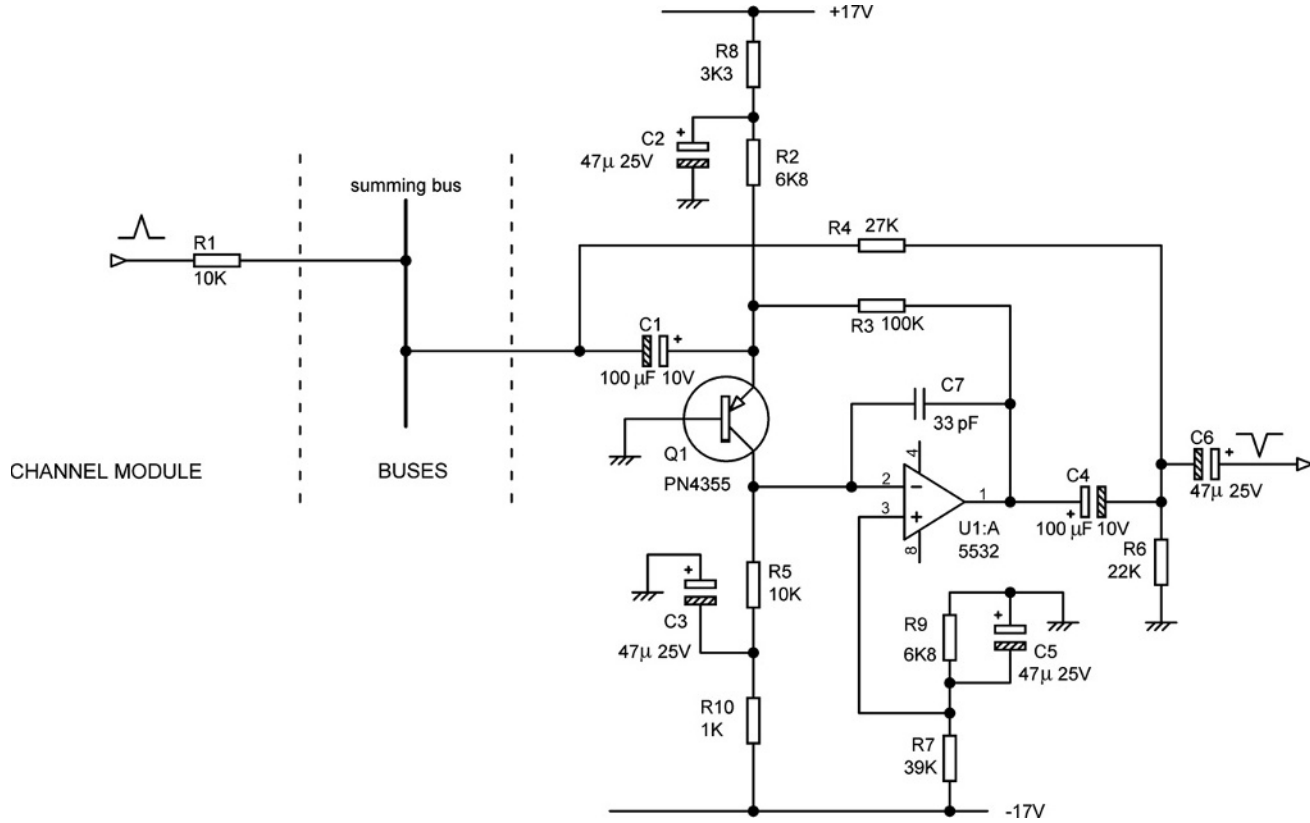 +17V
R8
3K3
C2
+
47µ 25V
R2
6K8
summing bus
R4
27K
R1
10K
R3
100K
C1
+
100 µF 10V
C7
33 pF
Q1
PN4355
CHANNEL MODULE
BUSES
4
2
−
3
+
1
8
U1:A
5532
C4
+
100 µF 10V
C6
+
47µ 25V
R6
22K
R5
10K
+
C3
47µ 25V
R9
6K8
+
C5
47µ 25V
R10
1K
R7
39K
-17V